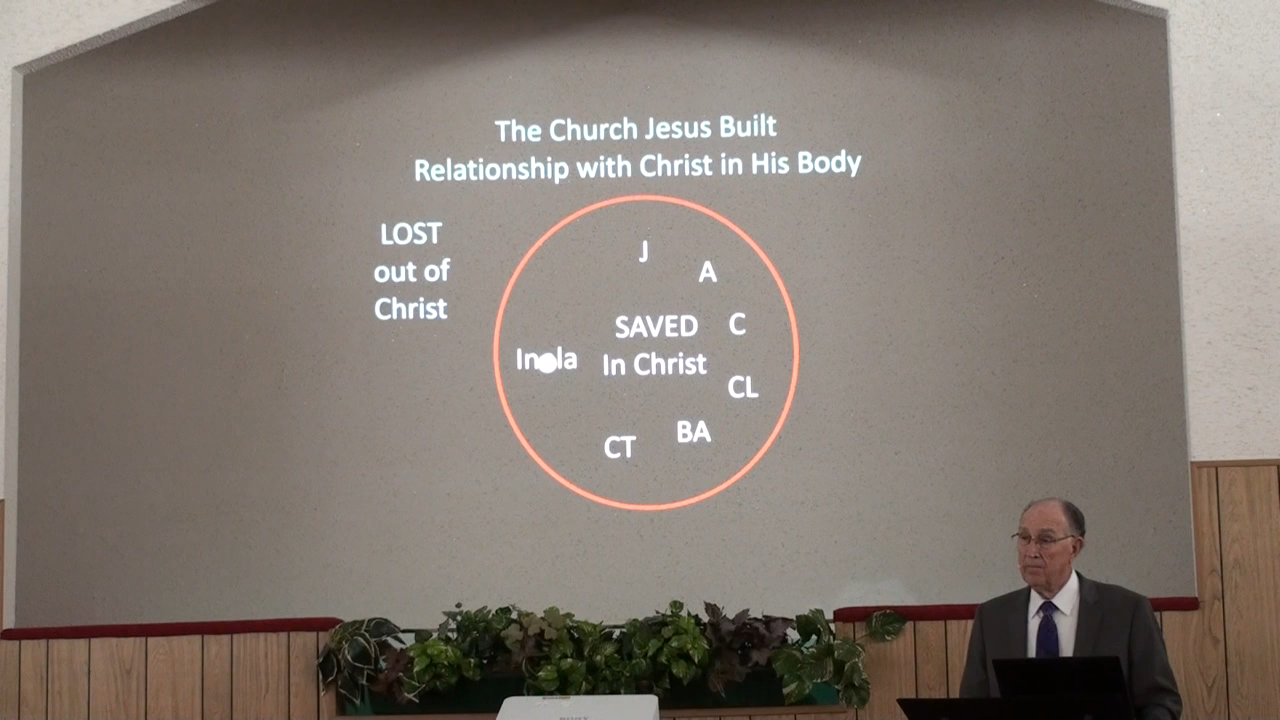 The Church Jesus Built
Relationship with Christ in His Body
LOST
out of
Christ
J
A
SAVED
In Christ
C
Inola
CL
BA
CT